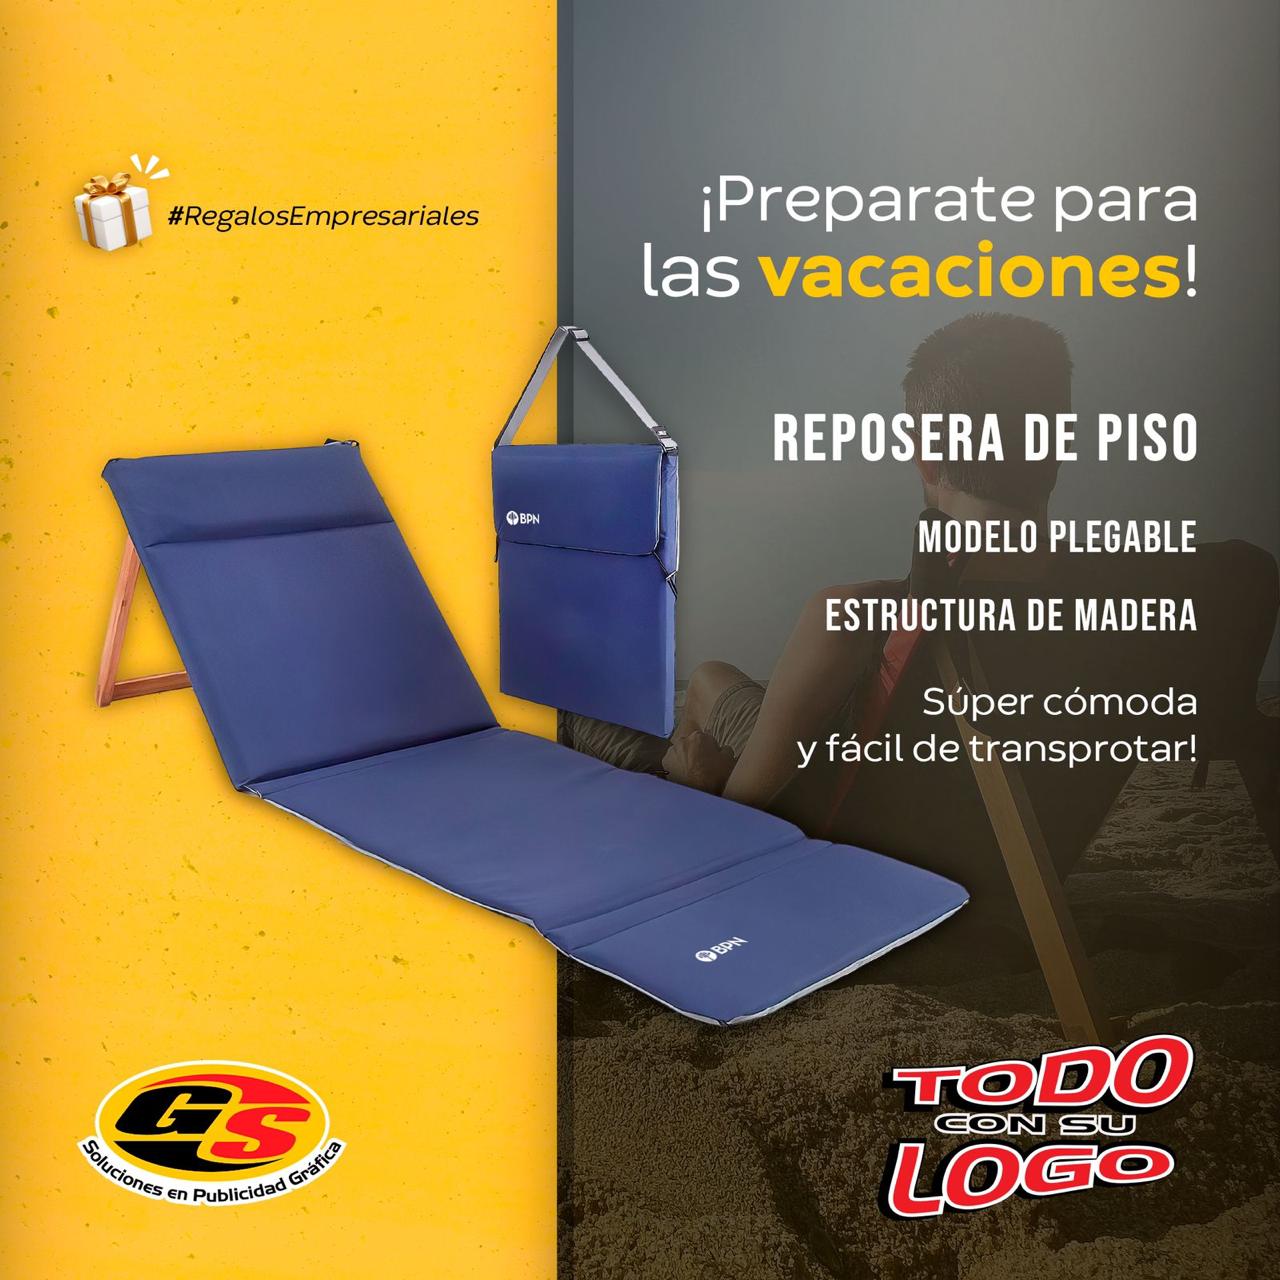 #RegalosEmpresariales
¡Preparate para
las vacaciones!
REPOSERA DE PISO
MODELO PLEGABLE
ESTRUCTURA DE MADERA
Súper cómoda
y fácil de transprotar!
BPN
BPN
GS
Soluciones en Publicidad Gráfica
TODO
CON SU
LOGO